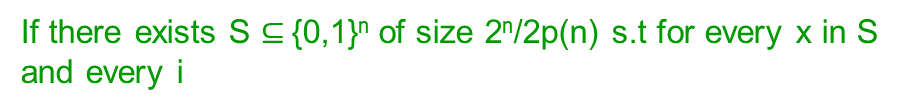 If there exists S ⊆ {0,1}ⁿ of size 2ⁿ/2p(n) s.t for every x in S
and every i